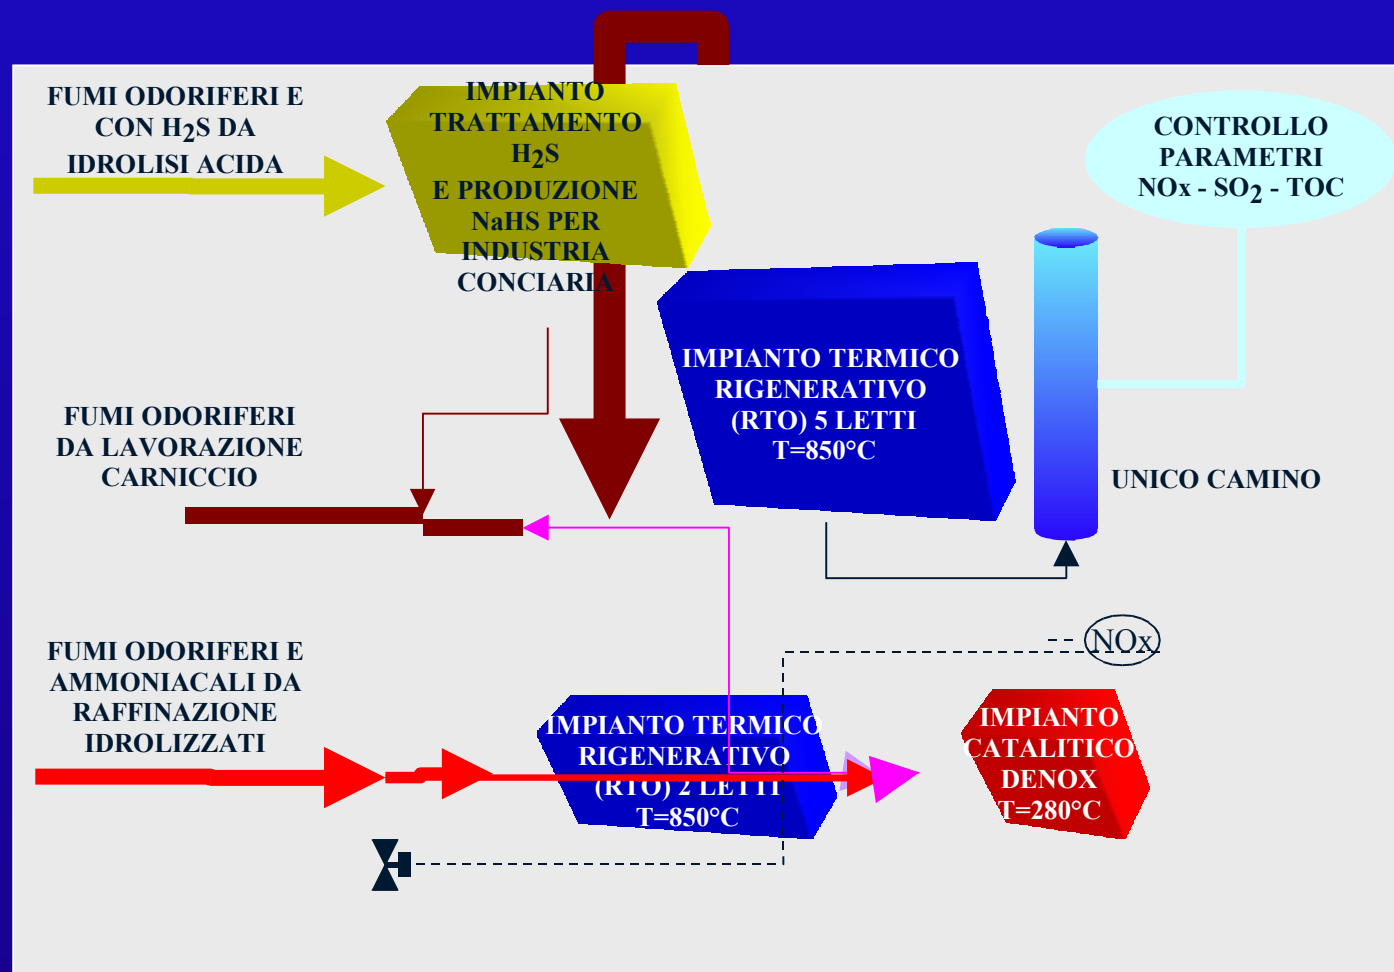 FUMI ODORIFERI E
CON H2S DA
IDROLISI ACIDA
IMPIANTO
TRATTAMENTO
H2S
E PRODUZIONE
NaHS PER
INDUSTRIA
CONCIARIA
CONTROLLO
PARAMETRI
NOx - SO2 - TOC
IMPIANTO TERMICO
RIGENERATIVO
(RTO) 5 LETTI
T=850°C
FUMI ODORIFERI
DA LAVORAZIONE
CARNICCIO
UNICO CAMINO
NOx
FUMI ODORIFERI E
AMMONIACALI DA
RAFFINAZIONE
IDROLIZZATI
IMPIANTO TERMICO
RIGENERATIVO
(RTO) 2 LETTI
T=850°C
IMPIANTO
CATALITICO
DENOX
T=280°C